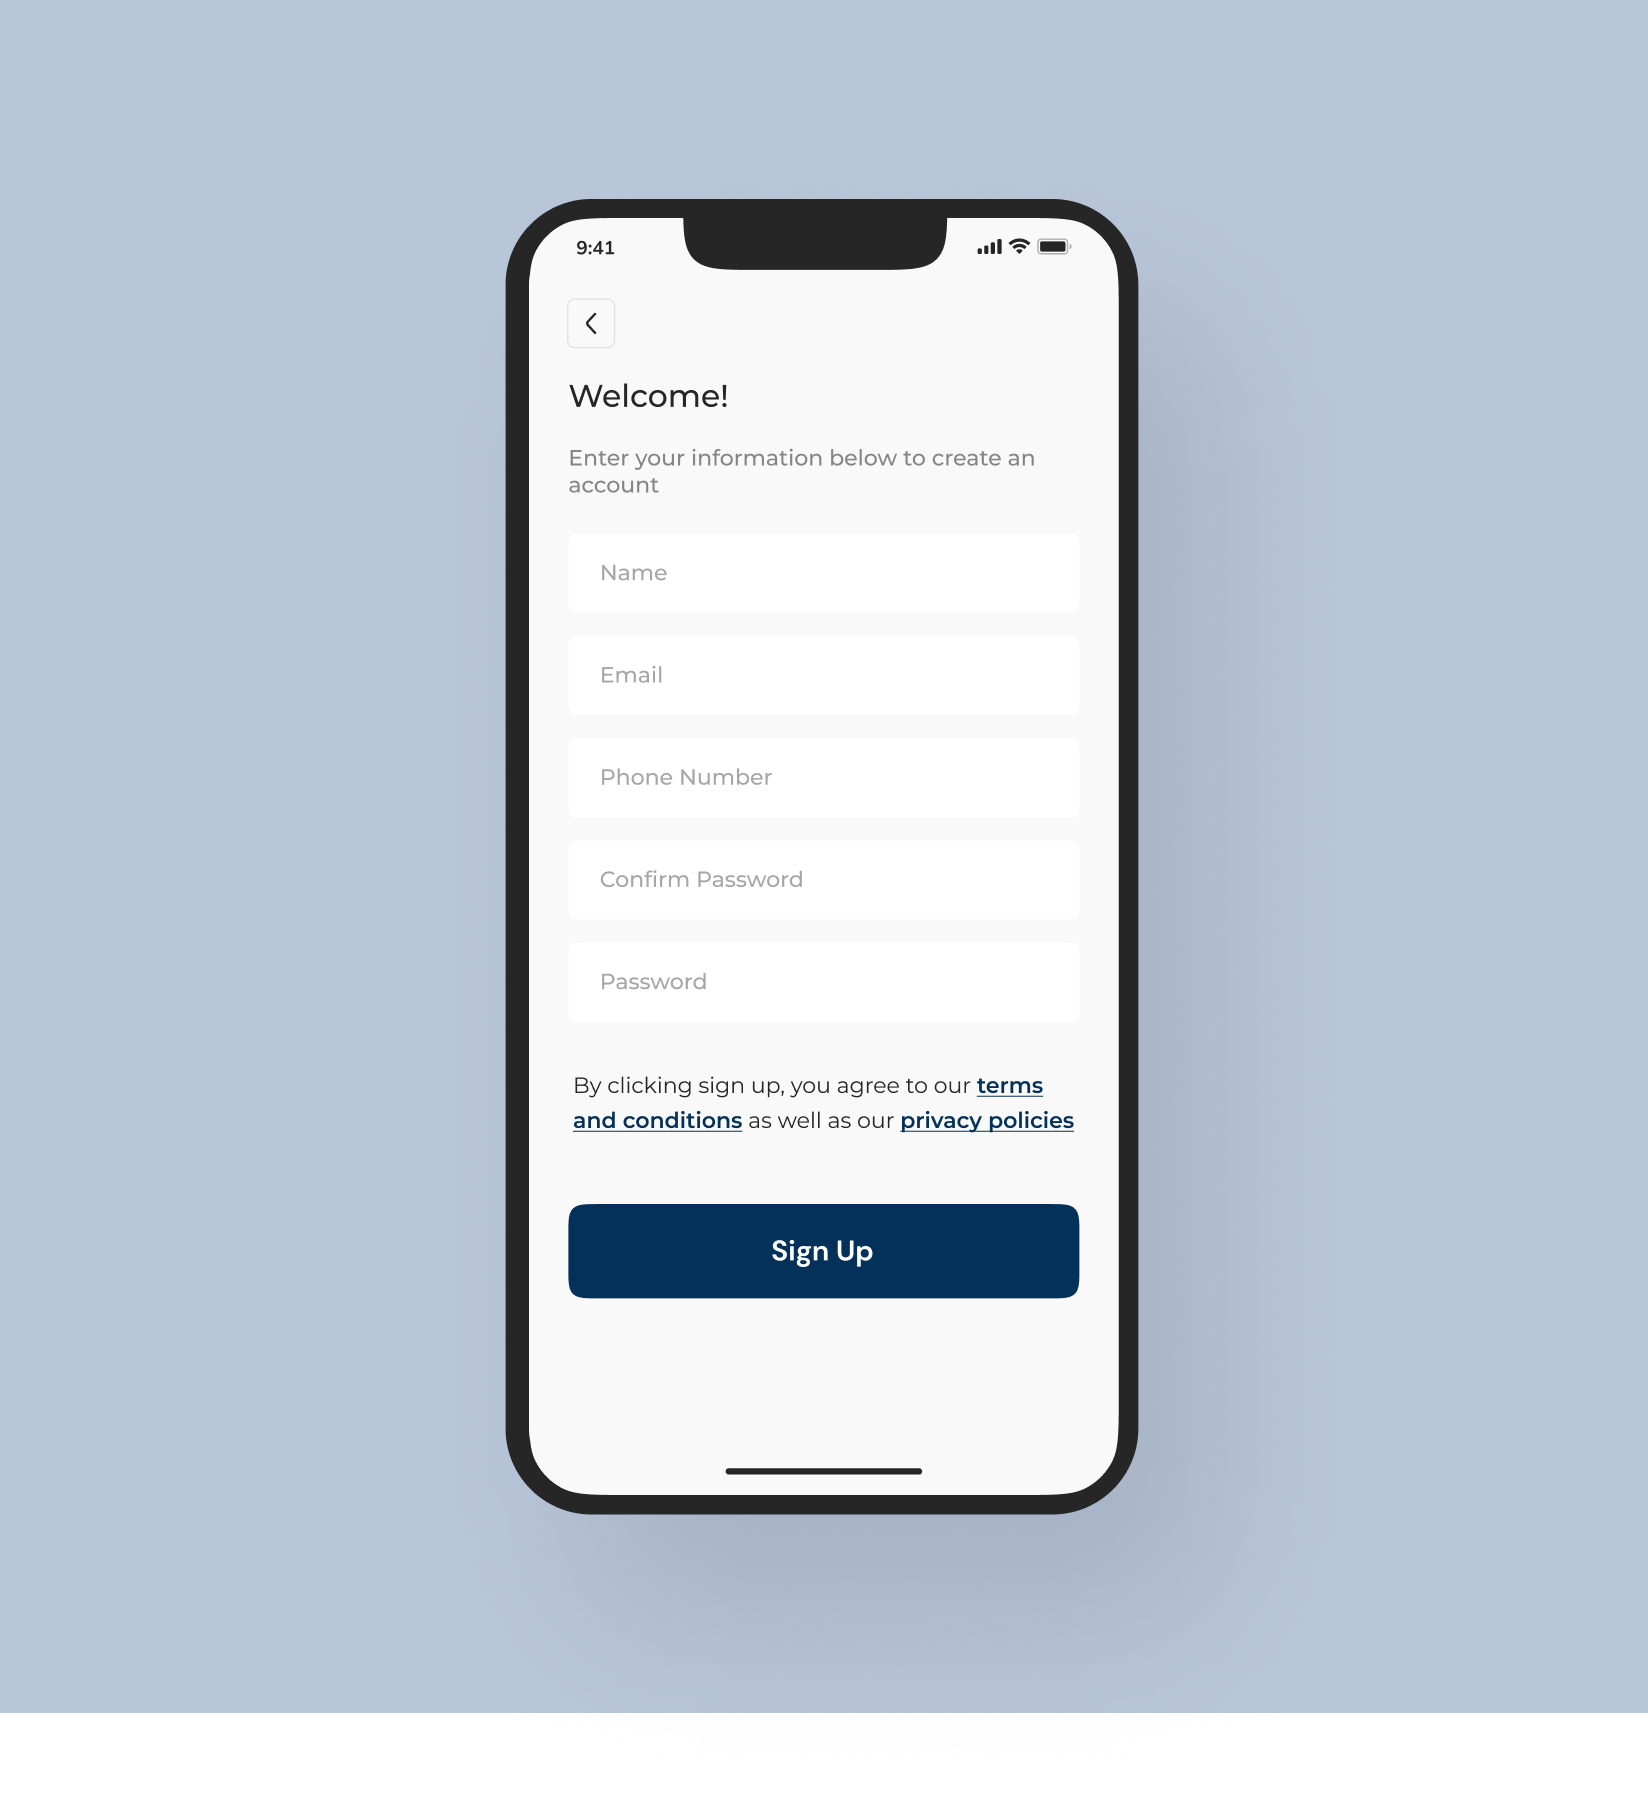 9:41
Welcome!
Enter your information below to create an
account
Name
Email
Phone Number
Confirm Password
Password
By clicking sign up, you agree to our terms
and conditions as well as our privacy policies
Sign Up